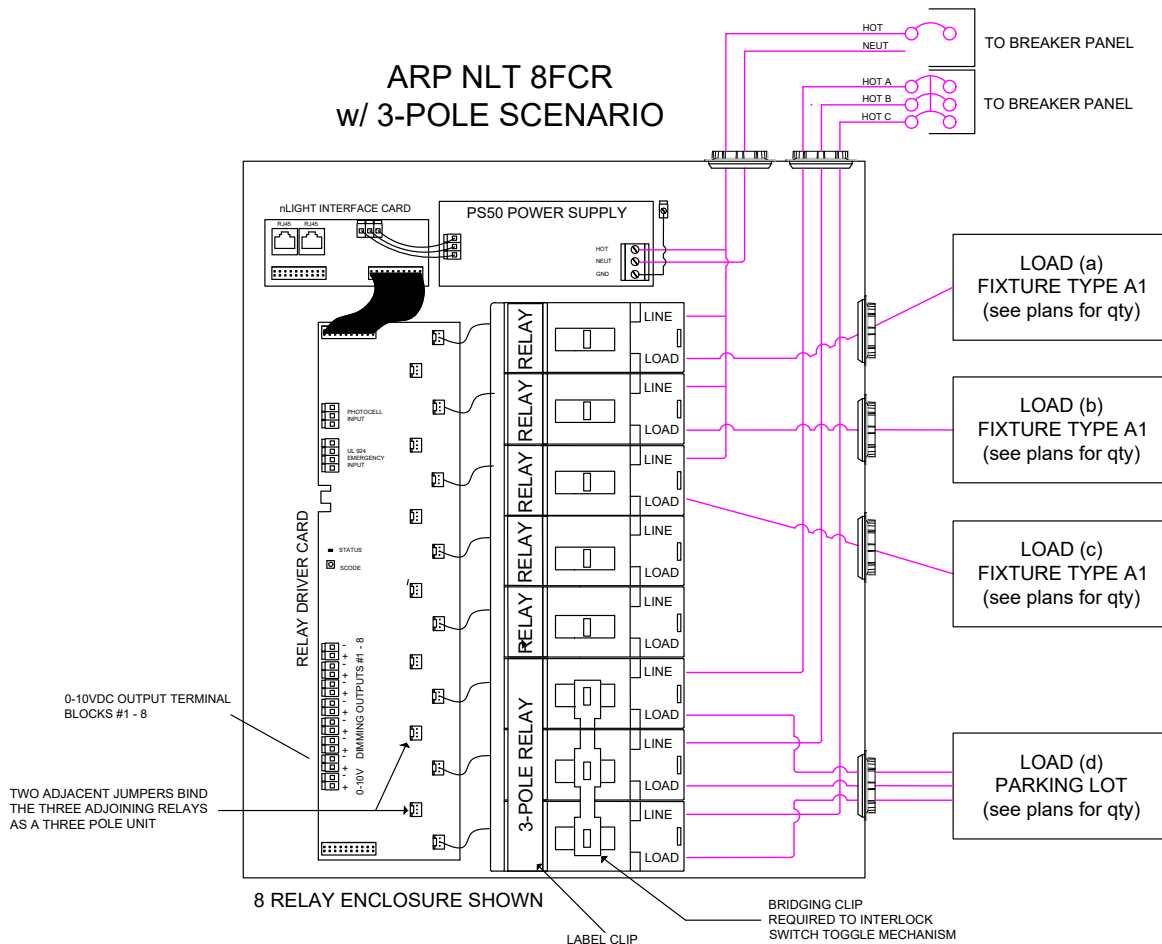 ARP NLT 8FCR
w/ 3-POLE SCENARIO
HOT
NEUT
TO BREAKER PANEL
HOT A
HOT B
HOT C
TO BREAKER PANEL
nLIGHT INTERFACE CARD
RJ45 RJ45
PS50 POWER SUPPLY
HOT
NEUT
GND
RELAY DRIVER CARD
PHOTOCELL
INPUT
UL 924
EMERGENCY
INPUT
STATUS
SCODE
0-10V DIMMING OUTPUTS #1 - 8
-
+
-
+
-
+
-
+
-
+
-
+
-
+
-
+
RELAY
LINE
LOAD
RELAY
LINE
LOAD
RELAY
LINE
LOAD
RELAY
LINE
LOAD
RELAY
LINE
LOAD
3-POLE RELAY
LINE
LOAD
LINE
LOAD
LINE
LOAD
LOAD (a)
FIXTURE TYPE A1
(see plans for qty)
LOAD (b)
FIXTURE TYPE A1
(see plans for qty)
LOAD (c)
FIXTURE TYPE A1
(see plans for qty)
LOAD (d)
PARKING LOT
(see plans for qty)
0-10VDC OUTPUT TERMINAL
BLOCKS #1 - 8
TWO ADJACENT JUMPERS BIND
THE THREE ADJOINING RELAYS
AS A THREE POLE UNIT
8 RELAY ENCLOSURE SHOWN
LABEL CLIP
BRIDGING CLIP
REQUIRED TO INTERLOCK
SWITCH TOGGLE MECHANISM